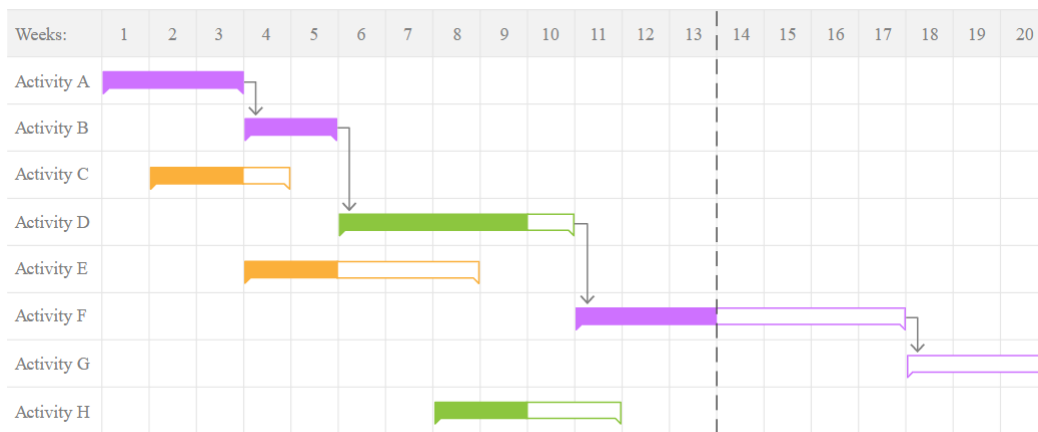 Weeks: 1 2 3 4 5 6 7 8 9 10 11 12 13 14 15 16 17 18 19 20
Activity A
Activity B
Activity C
Activity D
Activity E
Activity F
Activity G
Activity H